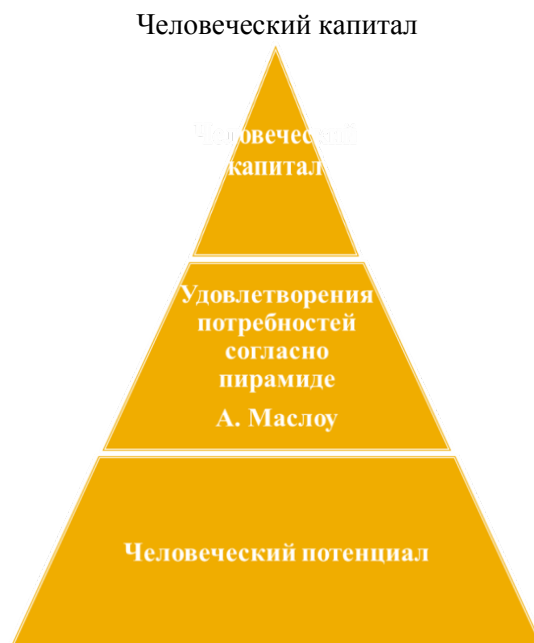 Человеческий капитал
Человеческий
капитал
Удовлетворения
потребностей
согласно
пирамиде
А. Маслоу
Человеческий потенциал